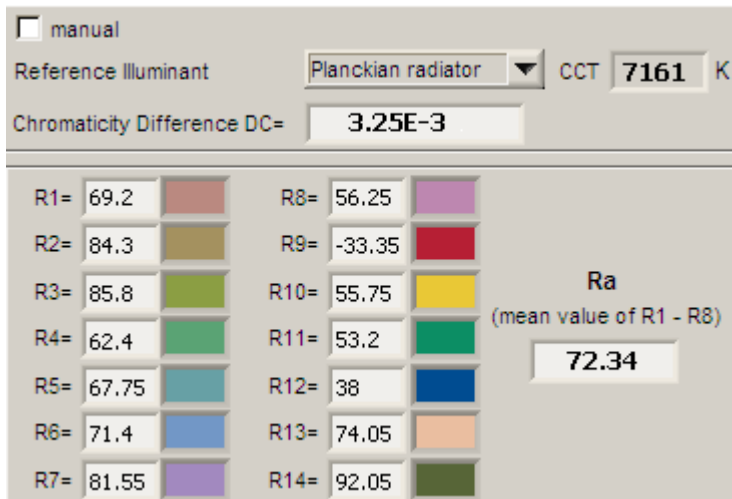 manual
Reference Illuminant Planckian radiator CCT 7161 K
Chromaticity Difference DC= 3.25E-3
R1= 69.2 R8= 56.25
R2= 84.3 R9= -33.35
R3= 85.8 R10= 55.75
Ra
(mean value of R1 - R8)
R4= 62.4 R11= 53.2
72.34
R5= 67.75 R12= 38
R6= 71.4 R13= 74.05
R7= 81.55 R14= 92.05